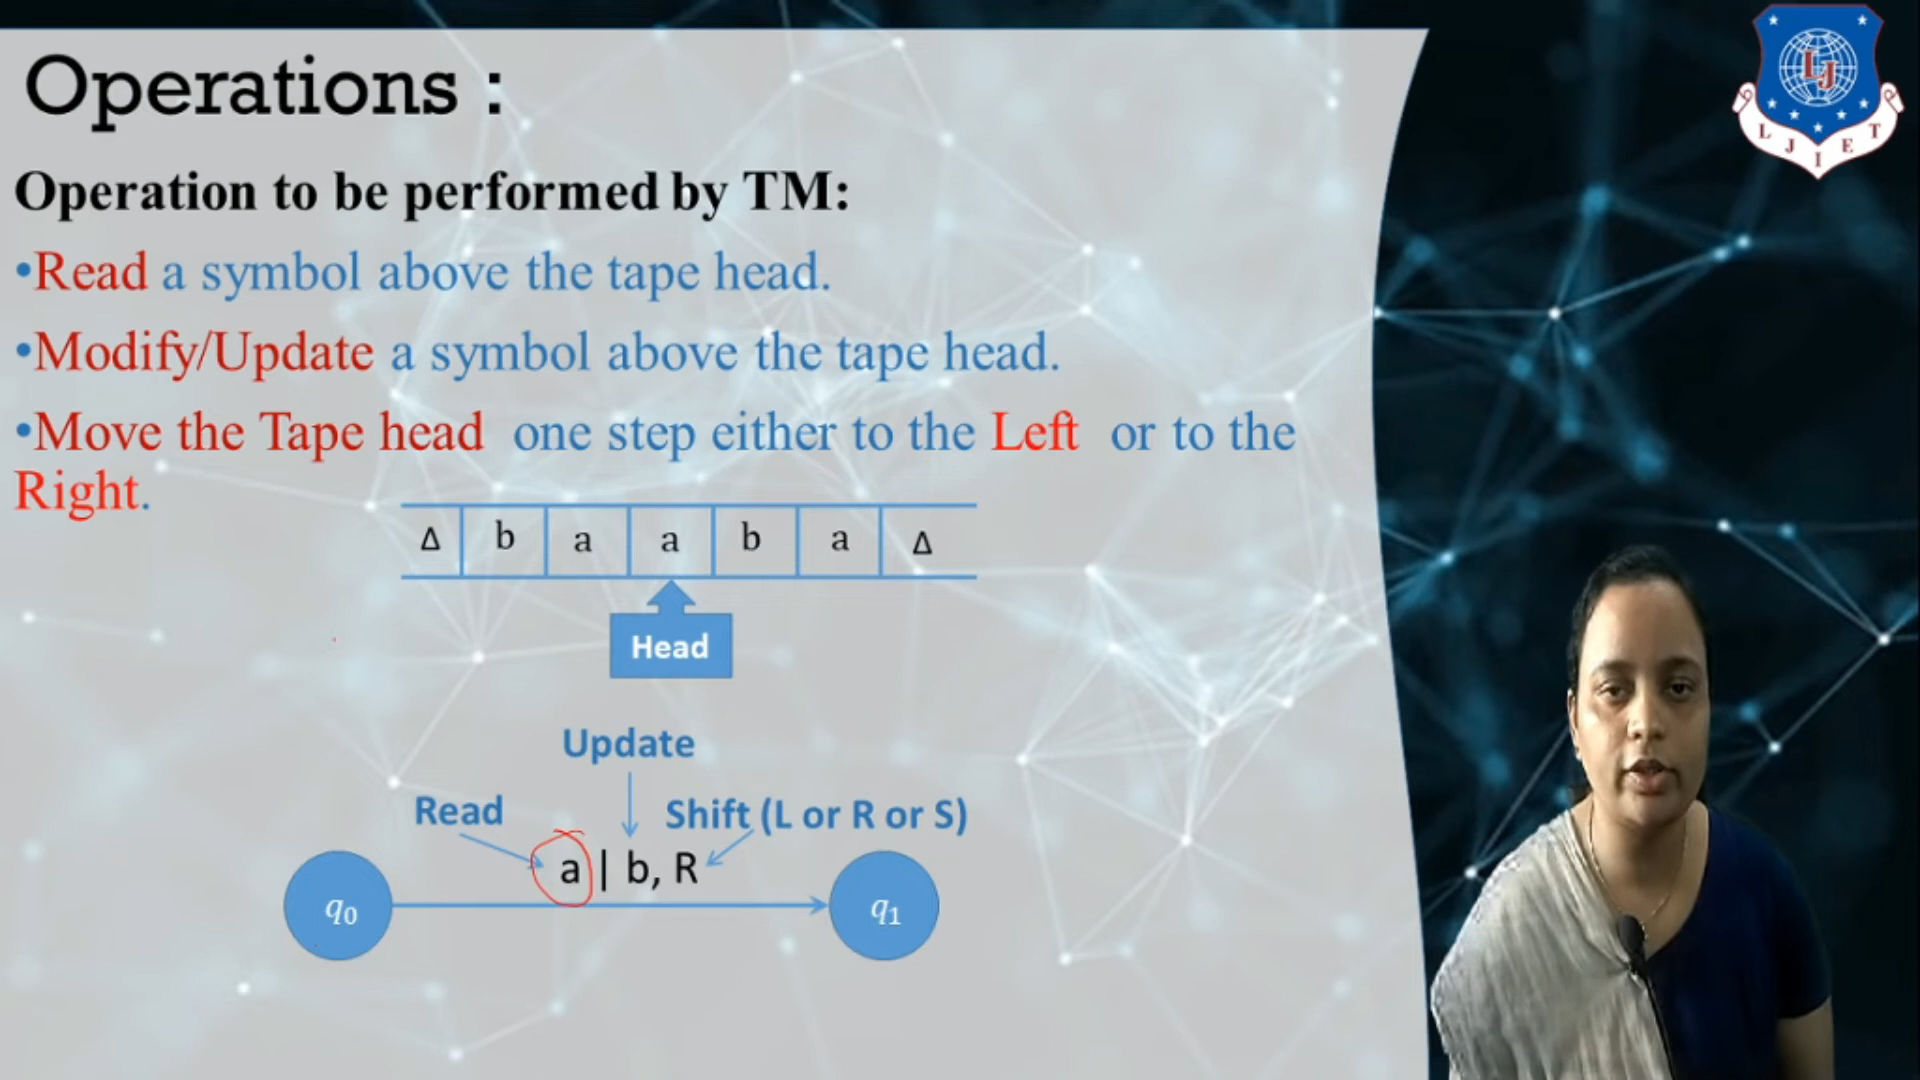 Operations :
Operation to be performed by TM:
•Read a symbol above the tape head.
•Modify/Update a symbol above the tape head.
•Move the Tape head one step either to the Left or to the
Right.
Δ b a a b a Δ
Head
Update
Read
Shift (L or R or S)
a | b, R
q₀
q₁
LJ
L J I E T